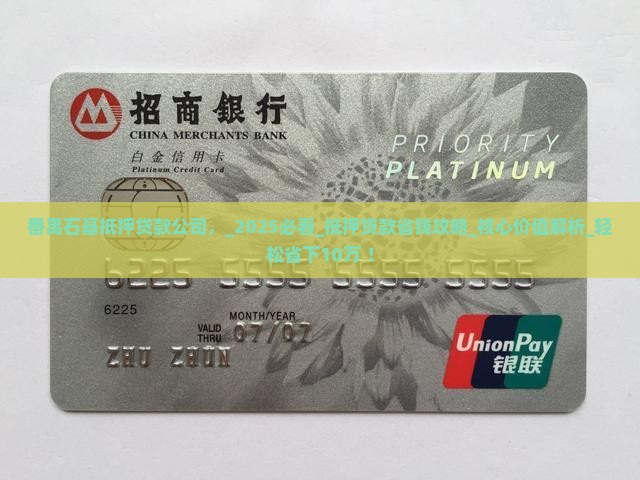 招商銀行
CHINA MERCHANTS BANK
白金信用卡
Platinum Credit Card
PRIORITY
PLATINUM
番禺石碁抵押贷款公司，_2025必看_抵押贷款省钱攻略_核心价值解析_轻
松省下10万！
6225 5555 5555 5555
6225
MONTH/YEAR
VALID
THRU 07/07
UnionPay
银联